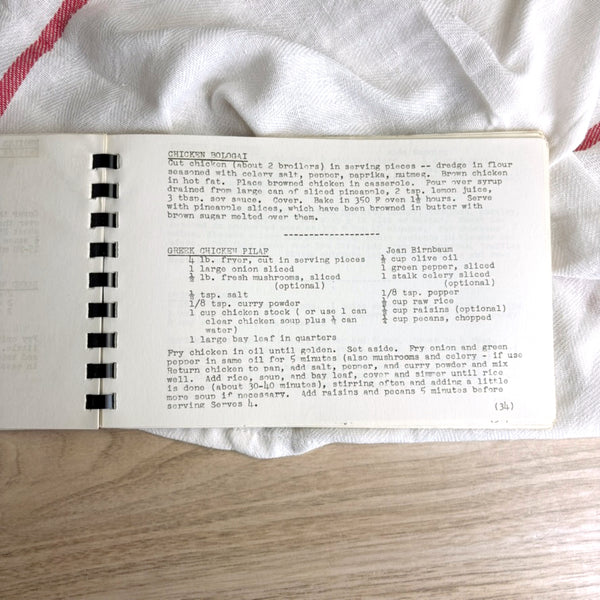 CHICKEN BOLOGAI
Cut chicken (about 2 broilers) in serving pieces -- dredge in flour
seasoned with celery salt, pepper, paprika, nutmeg. Brown chicken
in hot fat. Place browned chicken in casserole. Pour over syrup
drained from large can of sliced pineapple, 2 tsp. lemon juice,
3 tbsp. soy sauce. Cover. Bake in 350 F oven 1½ hours. Serve
with pineapple slices, which have been browned in butter with
brown sugar melted over them.
GREEK CHICKEN PILAF Jean Birnbaum
4 lb. fryer, cut in serving pieces ½ cup olive oil
1 large onion sliced 1 green pepper, sliced
½ lb. fresh mushrooms, sliced 1 stalk celery sliced
(optional) (optional)
½ tsp. salt 1/8 tsp. pepper
1/8 tsp. curry powder cup raw rice
1 cup chicken stock ( or use 1 can cup raisins (optional)
clear chicken soup plus can cup pecans, chopped
water)
1 large bay leaf in quarters
Fry chicken in oil until golden. Set aside. Fry onion and green
pepper in same oil for 5 minutes (also mushrooms and celery - if use
Return chicken to pan, add salt, pepper, and curry powder and mix
well. Add rice, soup, and bay leaf, cover and simmer until rice
is done (about 30-40 minutes), stirring often and adding a little
more soup if necessary. Add raisins and pecans 5 minutes before
serving Serves 4.
(34)